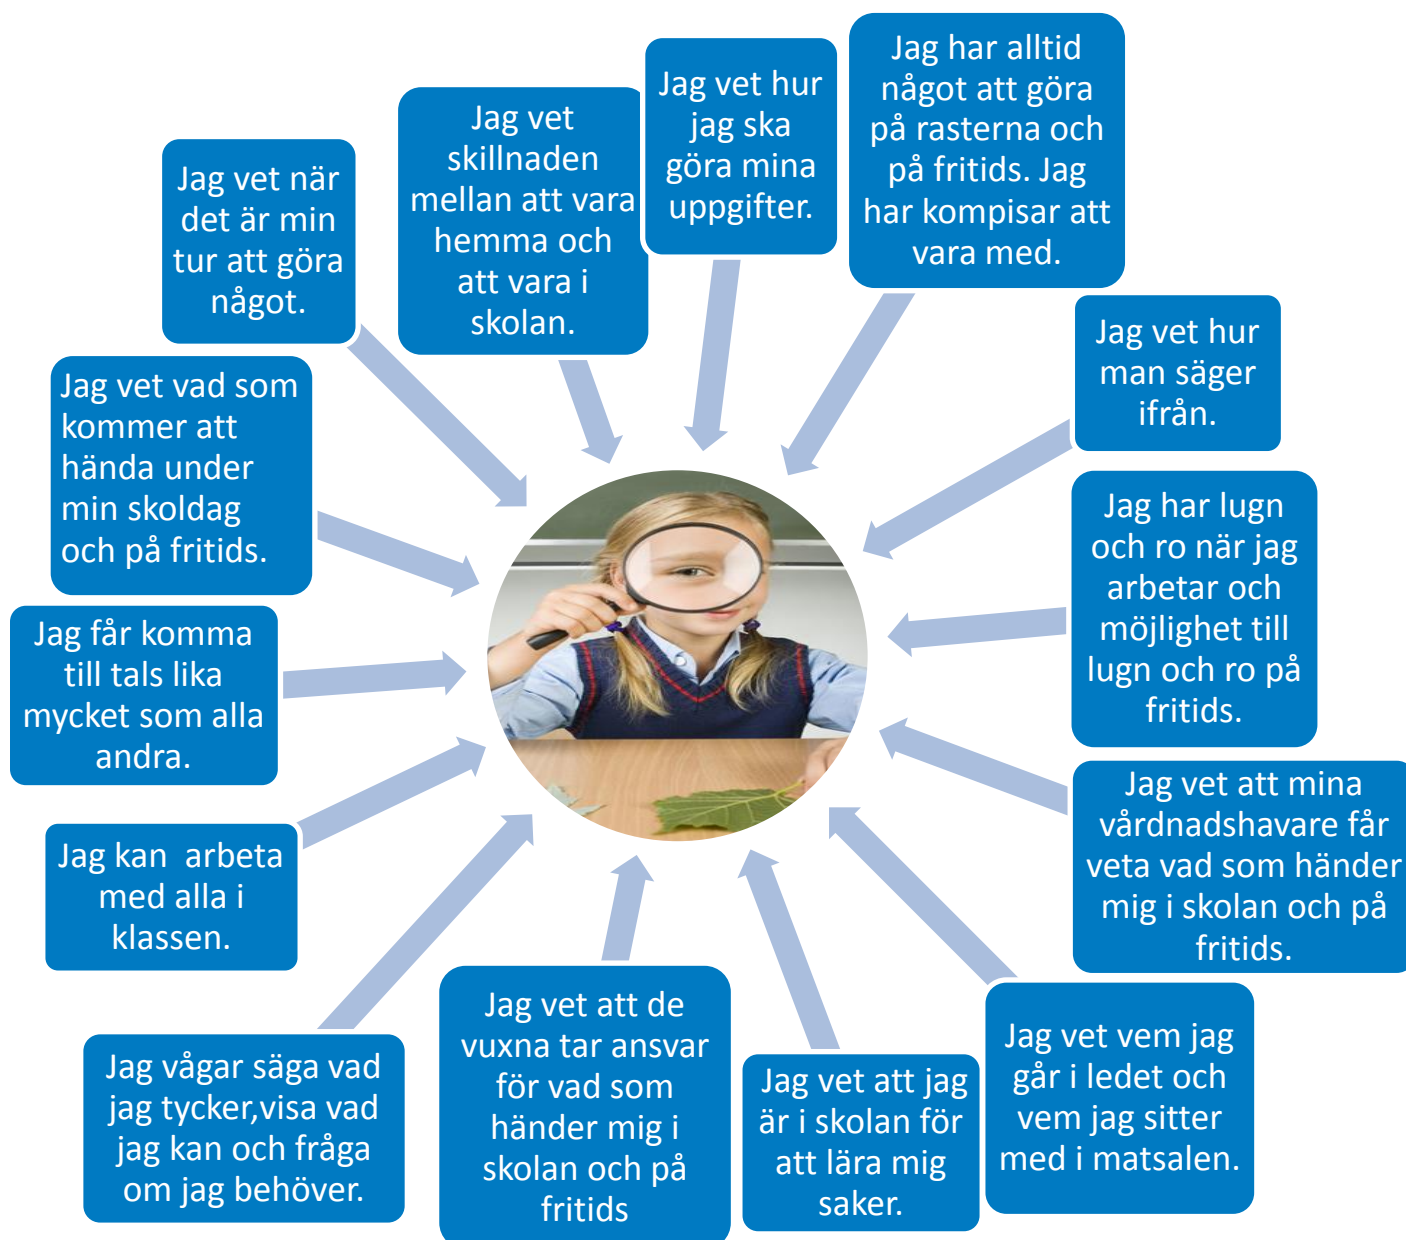 Jag vet hur
jag ska
göra mina
uppgifter.
Jag har alltid
något att göra
på rasterna och
på fritids. Jag
har kompisar att
vara med.
Jag vet hur
man säger
ifrån.
Jag har lugn
och ro när jag
arbetar och
möjlighet till
lugn och ro på
fritids.
Jag vet att mina
vårdnadshavare får
veta vad som händer
mig i skolan och på
fritids.
Jag vet vem jag
går i ledet och
vem jag sitter
med i matsalen.
Jag vet att jag
är i skolan för
att lära mig
saker.
Jag vet att de
vuxna tar ansvar
för vad som
händer mig i
skolan och på
fritids
Jag vågar säga vad
jag tycker,visa vad
jag kan och fråga
om jag behöver.
Jag kan  arbeta
med alla i
klassen.
Jag får komma
till tals lika
mycket som alla
andra.
Jag vet vad som
kommer att
hända under
min skoldag
och på fritids.
Jag vet när
det är min
tur att göra
något.
Jag vet
skillnaden
mellan att vara
hemma och
att vara i
skolan.